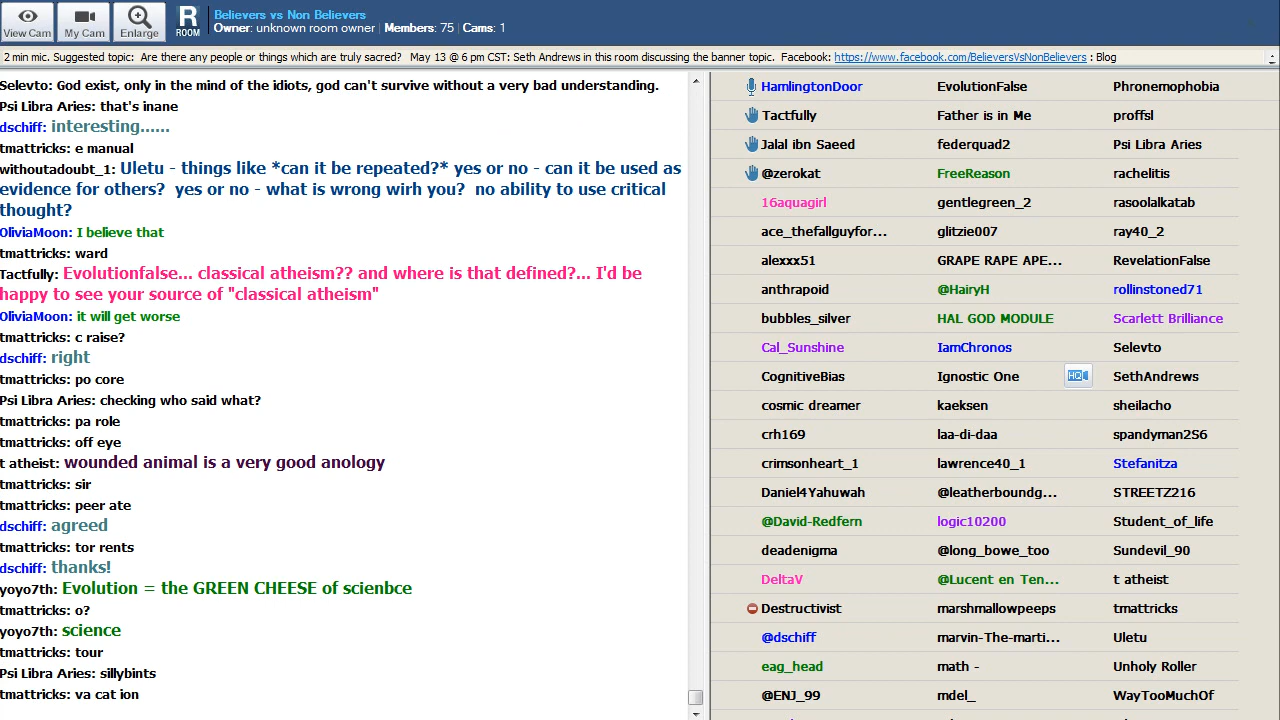 View Cam
My Cam
Enlarge
R
ROOM
Believers vs Non Believers
Owner: unknown room owner | Members: 75 | Cams: 1
2 min mic. Suggested topic: Are there any people or things which are truly sacred? May 13 @ 6 pm CST: Seth Andrews in this room discussing the banner topic. Facebook: https://www.facebook.com/BelieversVsNonBelievers : Blog
Selevto: God exist, only in the mind of the idiots, god can't survive without a very bad understanding.
Psi Libra Aries: that's inane
dschiff: interesting......
tmattricks: e manual
withoutadoubt_1: Uletu - things like *can it be repeated?* yes or no - can it be used as
evidence for others? yes or no - what is wrong wirh you? no ability to use critical
thought?
OliviaMoon: I believe that
tmattricks: ward
Tactfully: Evolutionfalse... classical atheism?? and where is that defined?... I'd be
happy to see your source of "classical atheism"
OliviaMoon: it will get worse
tmattricks: c raise?
dschiff: right
tmattricks: po core
Psi Libra Aries: checking who said what?
tmattricks: pa role
tmattricks: off eye
t atheist: wounded animal is a very good anology
tmattricks: sir
tmattricks: peer ate
dschiff: agreed
tmattricks: tor rents
dschiff: thanks!
yoyo7th: Evolution = the GREEN CHEESE of scienbce
tmattricks: o?
yoyo7th: science
tmattricks: tour
Psi Libra Aries: sillybints
tmattricks: va cat ion
HamlingtonDoor EvolutionFalse Phronemophobia
Tactfully Father is in Me proffsl
Jalal ibn Saeed federquad2 Psi Libra Aries
@zerokat FreeReason rachelitis
16aquagirl gentlegreen_2 rasoolalkatab
ace_thefallguyfor... glitzie007 ray40_2
alexxx51 GRAPE RAPE APE... RevelationFalse
anthrapoid @HairyH rollinstoned71
bubbles_silver HAL GOD MODULE Scarlett Brilliance
Cal_Sunshine IamChronos Selevto
CognitiveBias Ignostic One HQ SethAndrews
cosmic dreamer kaeksen sheilacho
crh169 laa-di-daa spandyman2S6
crimsonheart_1 lawrence40_1 Stefanitza
Daniel4Yahuwah @leatherboundg... STREETZ216
@David-Redfern logic10200 Student_of_life
deadenigma @long_bowe_too Sundevil_90
DeltaV @Lucent en Ten... t atheist
Destructivist marshmallowpeeps tmattricks
@dschiff marvin-The-marti... Uletu
eag_head math - Unholy Roller
@ENJ_99 mdel_ WayTooMuchOf